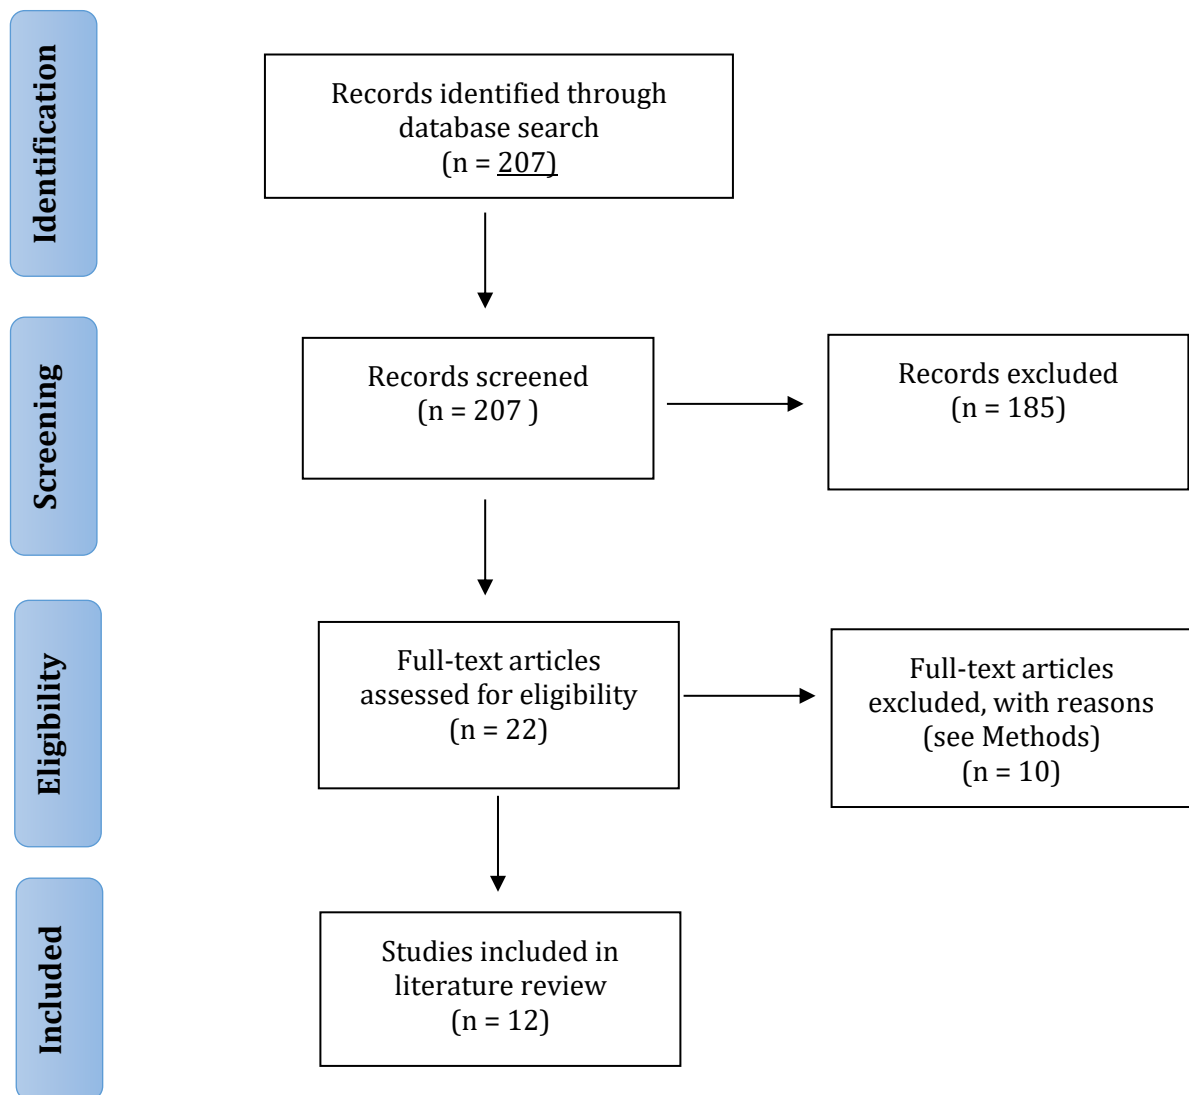 Identification
Records identified through
database search
(n = 207)
Screening
Records screened
(n = 207 )
Records excluded
(n = 185)
Eligibility
Full-text articles
assessed for eligibility
(n = 22)
Full-text articles
excluded, with reasons
(see Methods)
(n = 10)
Included
Studies included in
literature review
(n = 12)